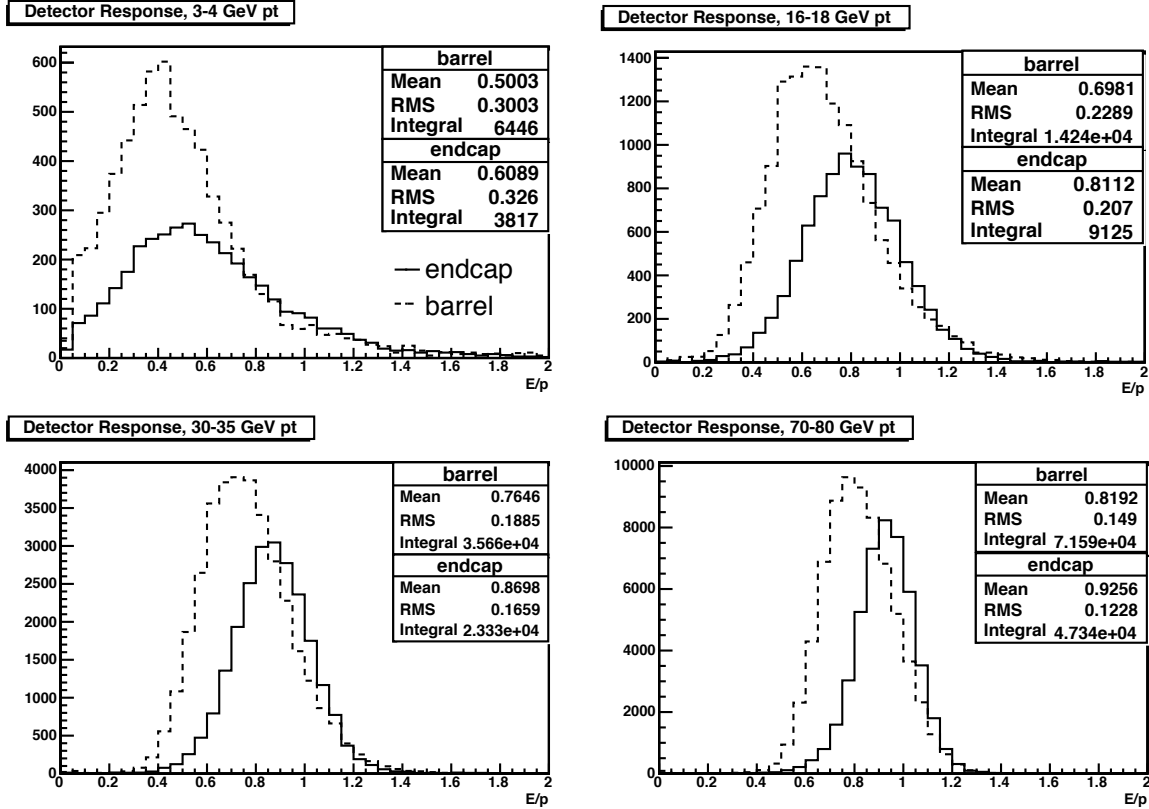 Detector Response, 3-4 GeV pt
barrel
Mean 0.5003
RMS 0.3003
Integral 6446
endcap
Mean 0.6089
RMS 0.326
Integral 3817
endcap
barrel
600
500
400
300
200
100
0
0 0.2 0.4 0.6 0.8 1 1.2 1.4 1.6 1.8 2
E/p
Detector Response, 16-18 GeV pt
barrel
Mean 0.6981
RMS 0.2289
Integral 1.424e+04
endcap
Mean 0.8112
RMS 0.207
Integral 9125
1400
1200
1000
800
600
400
200
0
0 0.2 0.4 0.6 0.8 1 1.2 1.4 1.6 1.8 2
E/p
Detector Response, 30-35 GeV pt
barrel
Mean 0.7646
RMS 0.1885
Integral 3.566e+04
endcap
Mean 0.8698
RMS 0.1659
Integral 2.333e+04
4000
3500
3000
2500
2000
1500
1000
500
0
0 0.2 0.4 0.6 0.8 1 1.2 1.4 1.6 1.8 2
E/p
Detector Response, 70-80 GeV pt
barrel
Mean 0.8192
RMS 0.149
Integral 7.159e+04
endcap
Mean 0.9256
RMS 0.1228
Integral 4.734e+04
10000
8000
6000
4000
2000
0
0 0.2 0.4 0.6 0.8 1 1.2 1.4 1.6 1.8 2
E/p